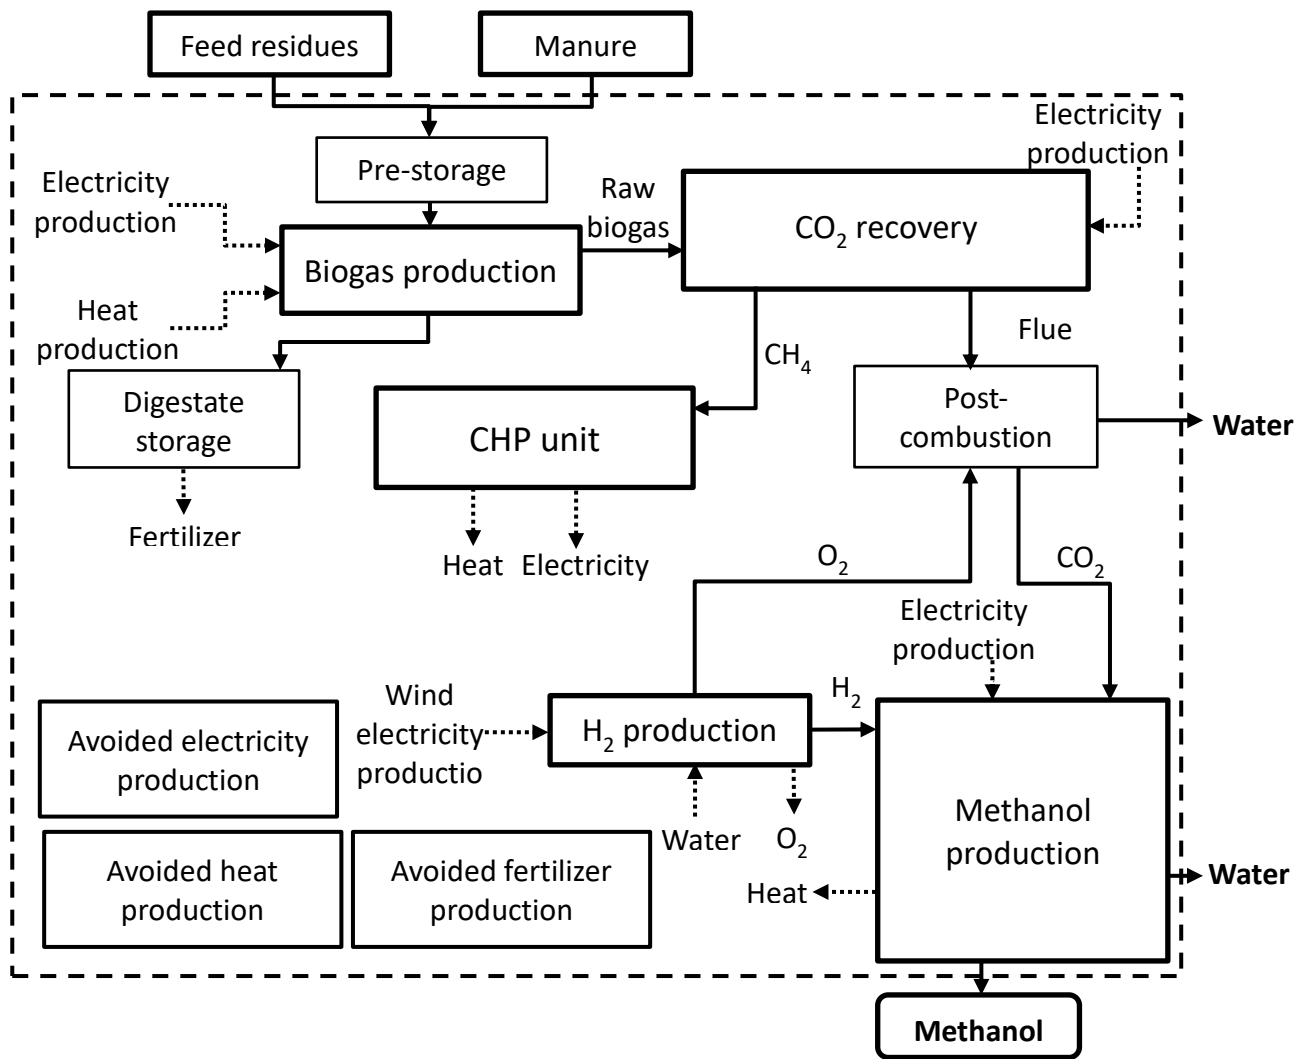 Feed residues
Manure
Electricity
production
Pre-storage
Electricity
production
Raw
biogas
CO₂ recovery
Biogas production
Heat
production
Flue
CH₄
Digestate
storage
CHP unit
Post-
combustion
Water
Fertilizer
Heat
Electricity
O₂
CO₂
Electricity
production
Wind
electricity
productio
H₂
H₂ production
Avoided electricity
production
Water
O₂
Methanol
production
Avoided heat
production
Avoided fertilizer
production
Heat
Water
Methanol